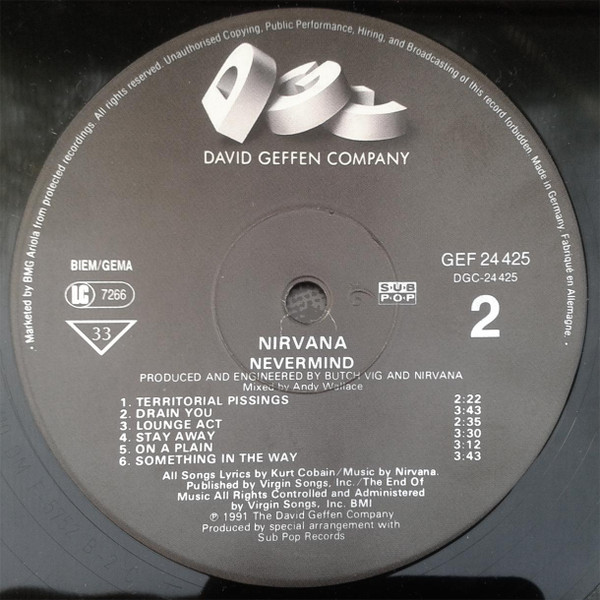 Marketed by BMG Ariola from protected recordings. All rights reserved. Unauthorised Copying, Public Performance, Hiring, and Broadcasting of this record forbidden. Made in Germany. Fabriqué en Allemagne.
DGC
DAVID GEFFEN COMPANY
BIEM/GEMA
LC 7266
33
GEF 24 425
DGC-24 425
SUB
POP
2
NIRVANA
NEVERMIND
PRODUCED AND ENGINEERED BY BUTCH VIG AND NIRVANA
Mixed by Andy Wallace
1. TERRITORIAL PISSINGS 2:22
2. DRAIN YOU 3:43
3. LOUNGE ACT 2:35
4. STAY AWAY 3:30
5. ON A PLAIN 3:12
6. SOMETHING IN THE WAY 3:43
All Songs Lyrics by Kurt Cobain/Music by Nirvana.
Published by Virgin Songs, Inc./The End Of
Music All Rights Controlled and Administered
by Virgin Songs, Inc. BMI
℗ 1991 The David Geffen Company
Produced by special arrangement with
Sub Pop Records